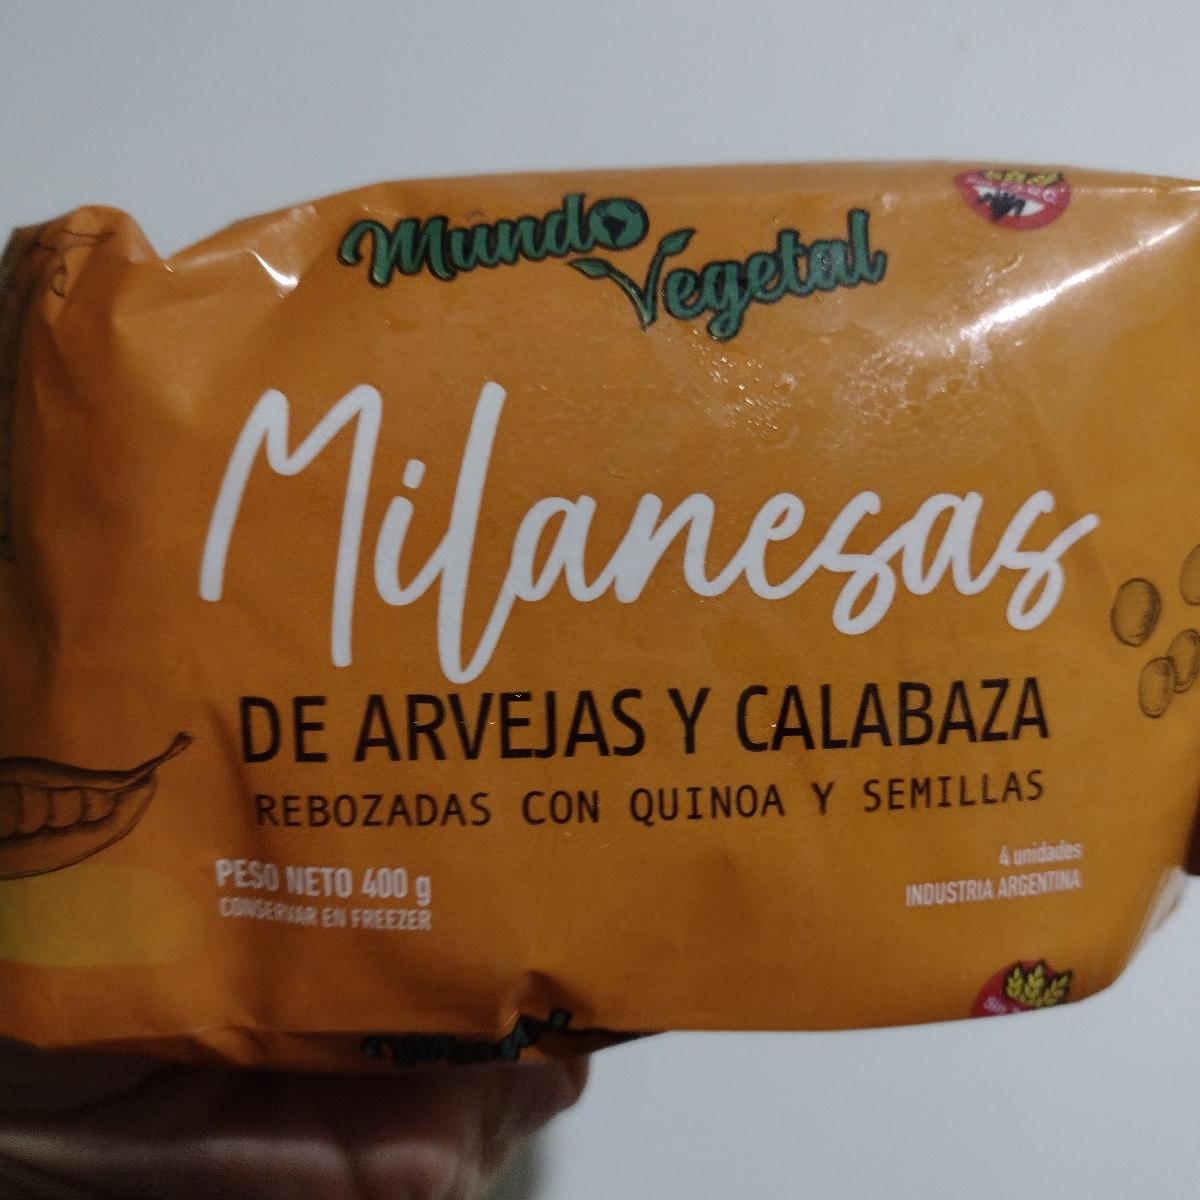 Mundo
Vegetal
Milanesas
DE ARVEJAS Y CALABAZA
REBOZADAS CON QUINOA Y SEMILLAS
PESO NETO 400 g
CONSERVAR EN FREEZER
4 unidades
INDUSTRIA ARGENTINA
Sin